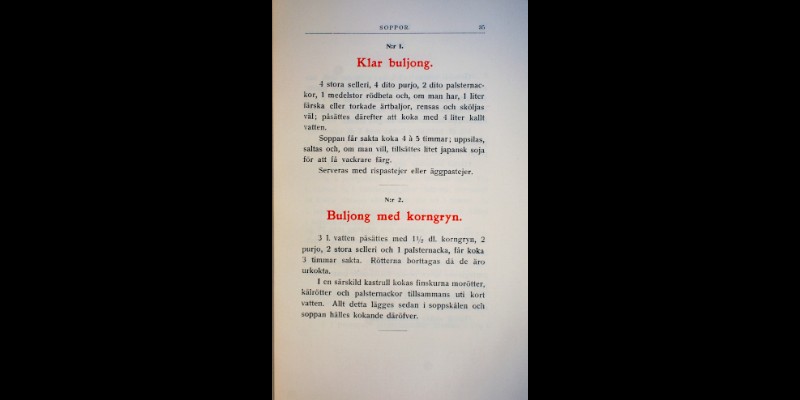 SOPPOR. 35
N:r 1.
Klar buljong.
4 stora selleri, 4 dito purjo, 2 dito palsternac-
kor, 1 medelstor rödbeta och, om man har, 1 liter
färska eller torkade ärtbaljor, rensas och sköljas
väl; påsättes därefter att koka med 4 liter kallt
vatten.
Soppan får sakta koka 4 à 5 timmar; uppsilas,
saltas och, om man vill, tillsättes litet japansk soja
för att få vackrare färg.
Serveras med rispastejer eller äggpastejer.
N:r 2.
Buljong med korngryn.
3 l. vatten påsättes med 1½ dl. korngryn, 2
purjo, 2 stora selleri och 1 palsternacka, får koka
3 timmar sakta. Rötterna borttagas då de äro
urkokta.
I en särskild kastrull kokas finskurna morötter,
kålrötter och palsternackor tillsammans uti kort
vatten. Allt detta lägges sedan i soppskålen och
soppan hälles kokande däröfver.